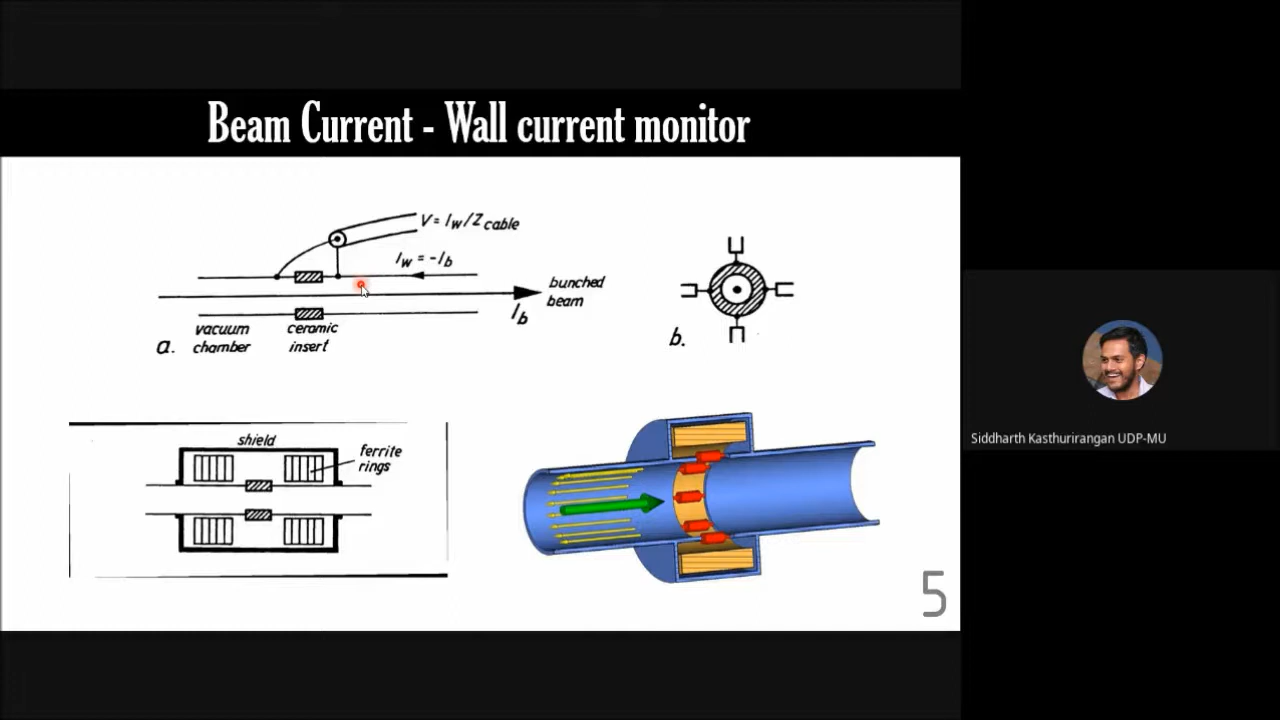 Beam Current - Wall current monitor
V = Iw/Z cable
Iw = -Ib
bunched
beam
Ib
vacuum
chamber
ceramic
insert
a.
b.
shield
ferrite
rings
5
Siddharth Kasthurirangan UDP-MU